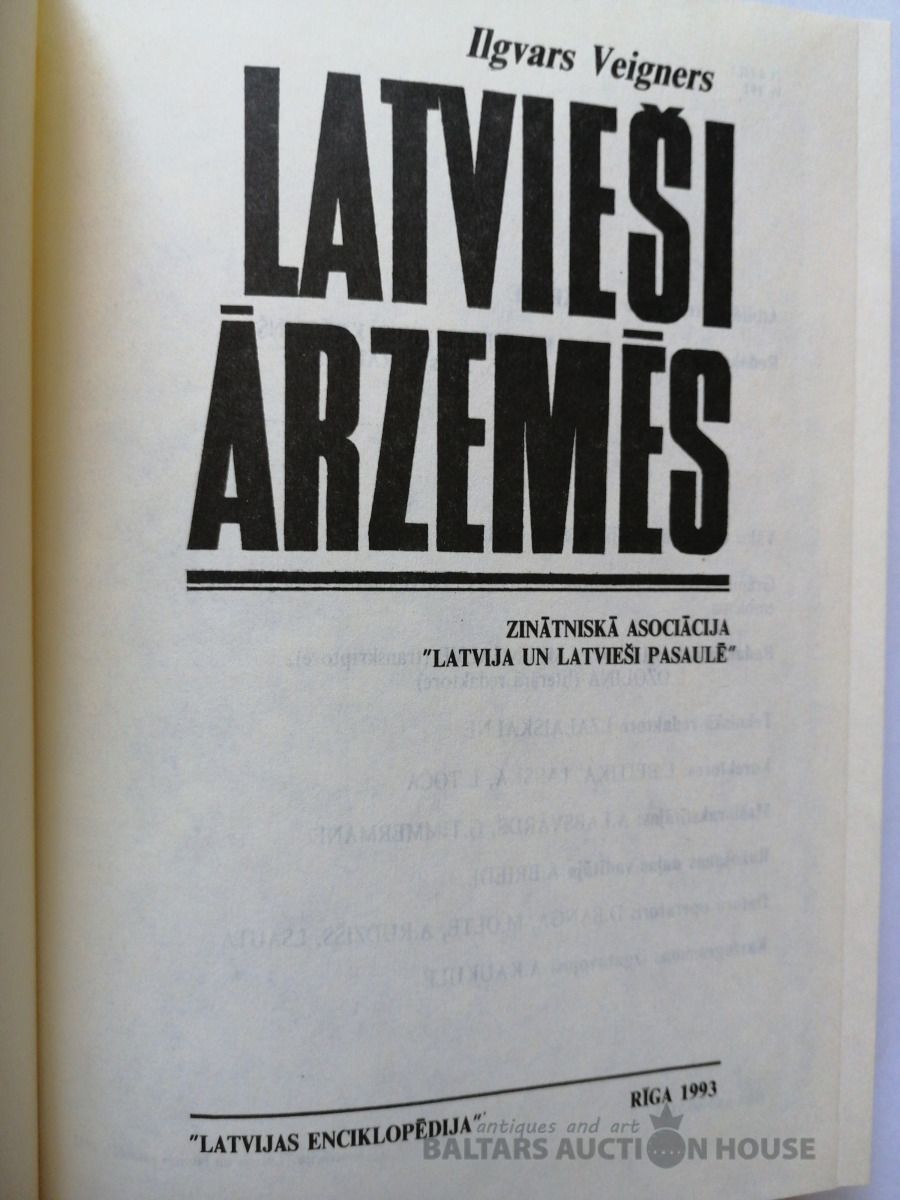 Ilgvars Veigners
LATVIEŠI
ĀRZEMĒS
ZINĀTNISKĀ ASOCIĀCIJA
"LATVIJA UN LATVIEŠI PASAULĒ"
RĪGA 1993
"LATVIJAS ENCIKLOPĒDIJA"
antiques and art
BALTARS AUCTION HOUSE